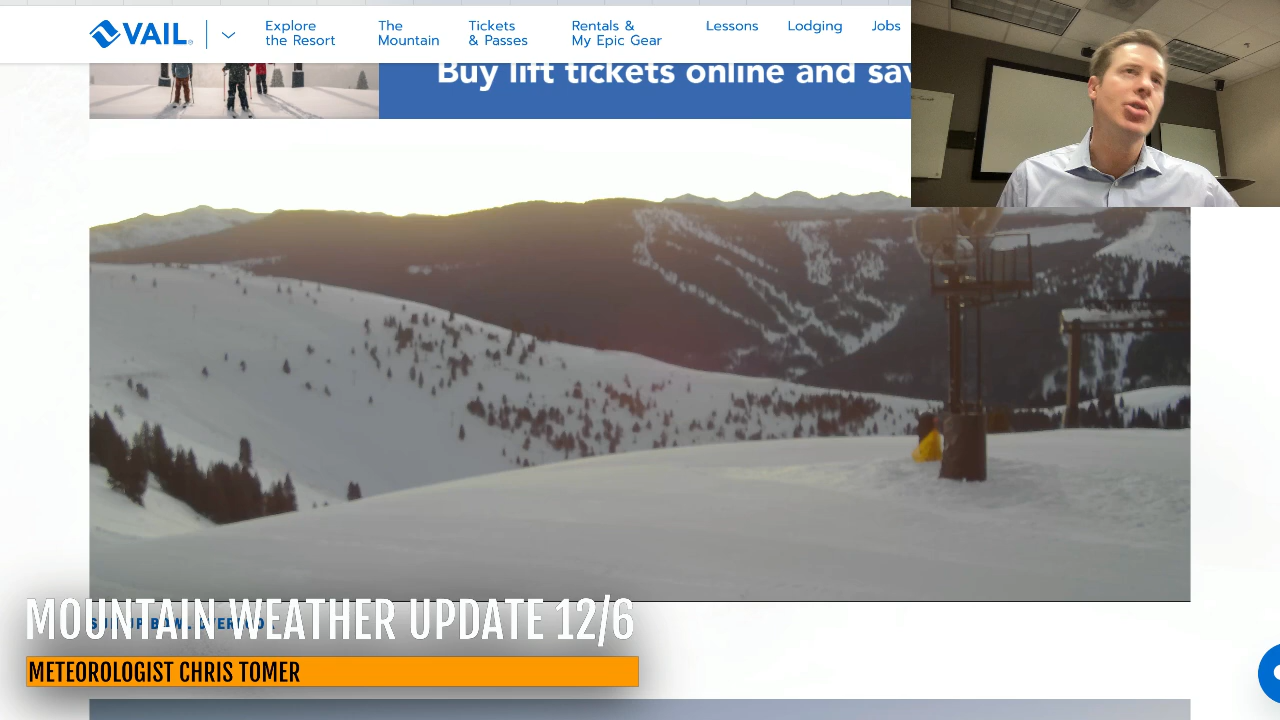 VAIL
Explore
the Resort
The
Mountain
Tickets
& Passes
Rentals &
My Epic Gear
Lessons
Lodging
Jobs
Buy lift tickets online and
MOUNTAIN WEATHER UPDATE 12/6
METEOROLOGIST CHRIS TOMER